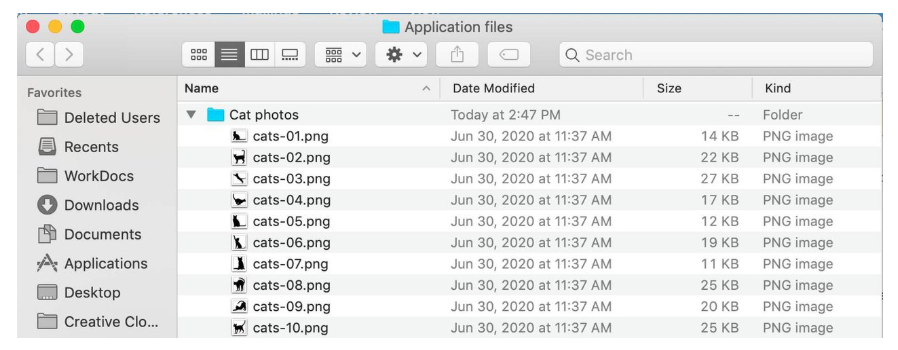 Application files
Search
Favorites
Deleted Users
Recents
WorkDocs
Downloads
Documents
Applications
Desktop
Creative Clo...
Name Date Modified Size Kind
Cat photos Today at 2:47 PM -- Folder
cats-01.png Jun 30, 2020 at 11:37 AM 14 KB PNG image
cats-02.png Jun 30, 2020 at 11:37 AM 22 KB PNG image
cats-03.png Jun 30, 2020 at 11:37 AM 27 KB PNG image
cats-04.png Jun 30, 2020 at 11:37 AM 17 KB PNG image
cats-05.png Jun 30, 2020 at 11:37 AM 12 KB PNG image
cats-06.png Jun 30, 2020 at 11:37 AM 19 KB PNG image
cats-07.png Jun 30, 2020 at 11:37 AM 11 KB PNG image
cats-08.png Jun 30, 2020 at 11:37 AM 25 KB PNG image
cats-09.png Jun 30, 2020 at 11:37 AM 20 KB PNG image
cats-10.png Jun 30, 2020 at 11:37 AM 25 KB PNG image